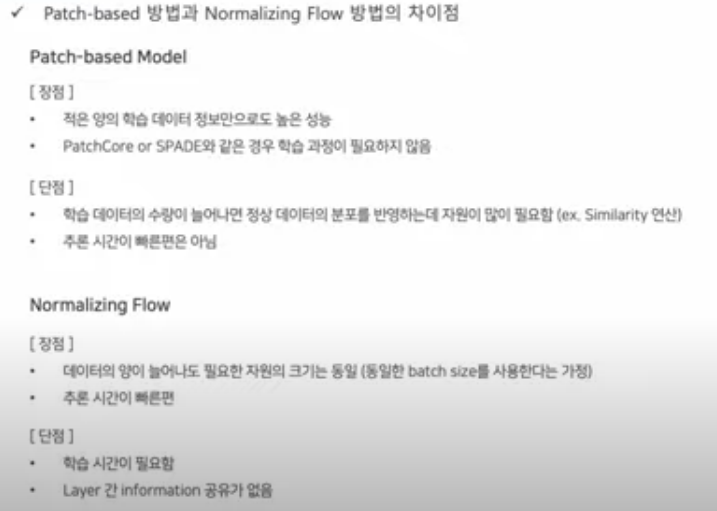 ✓ Patch-based 방법과 Normalizing Flow 방법의 차이점
Patch-based Model
[ 장점 ]
• 적은 양의 학습 데이터 정보만으로도 높은 성능
• PatchCore or SPADE와 같은 경우 학습 과정이 필요하지 않음
[ 단점 ]
• 학습 데이터의 수량이 늘어나면 정상 데이터의 분포를 반영하는데 자원이 많이 필요함 (ex. Similarity 연산)
• 추론 시간이 빠른편은 아님
Normalizing Flow
[ 장점 ]
• 데이터의 양이 늘어나도 필요한 자원의 크기는 동일 (동일한 batch size를 사용한다는 가정)
• 추론 시간이 빠른편
[ 단점 ]
• 학습 시간이 필요함
• Layer 간 information 공유가 없음